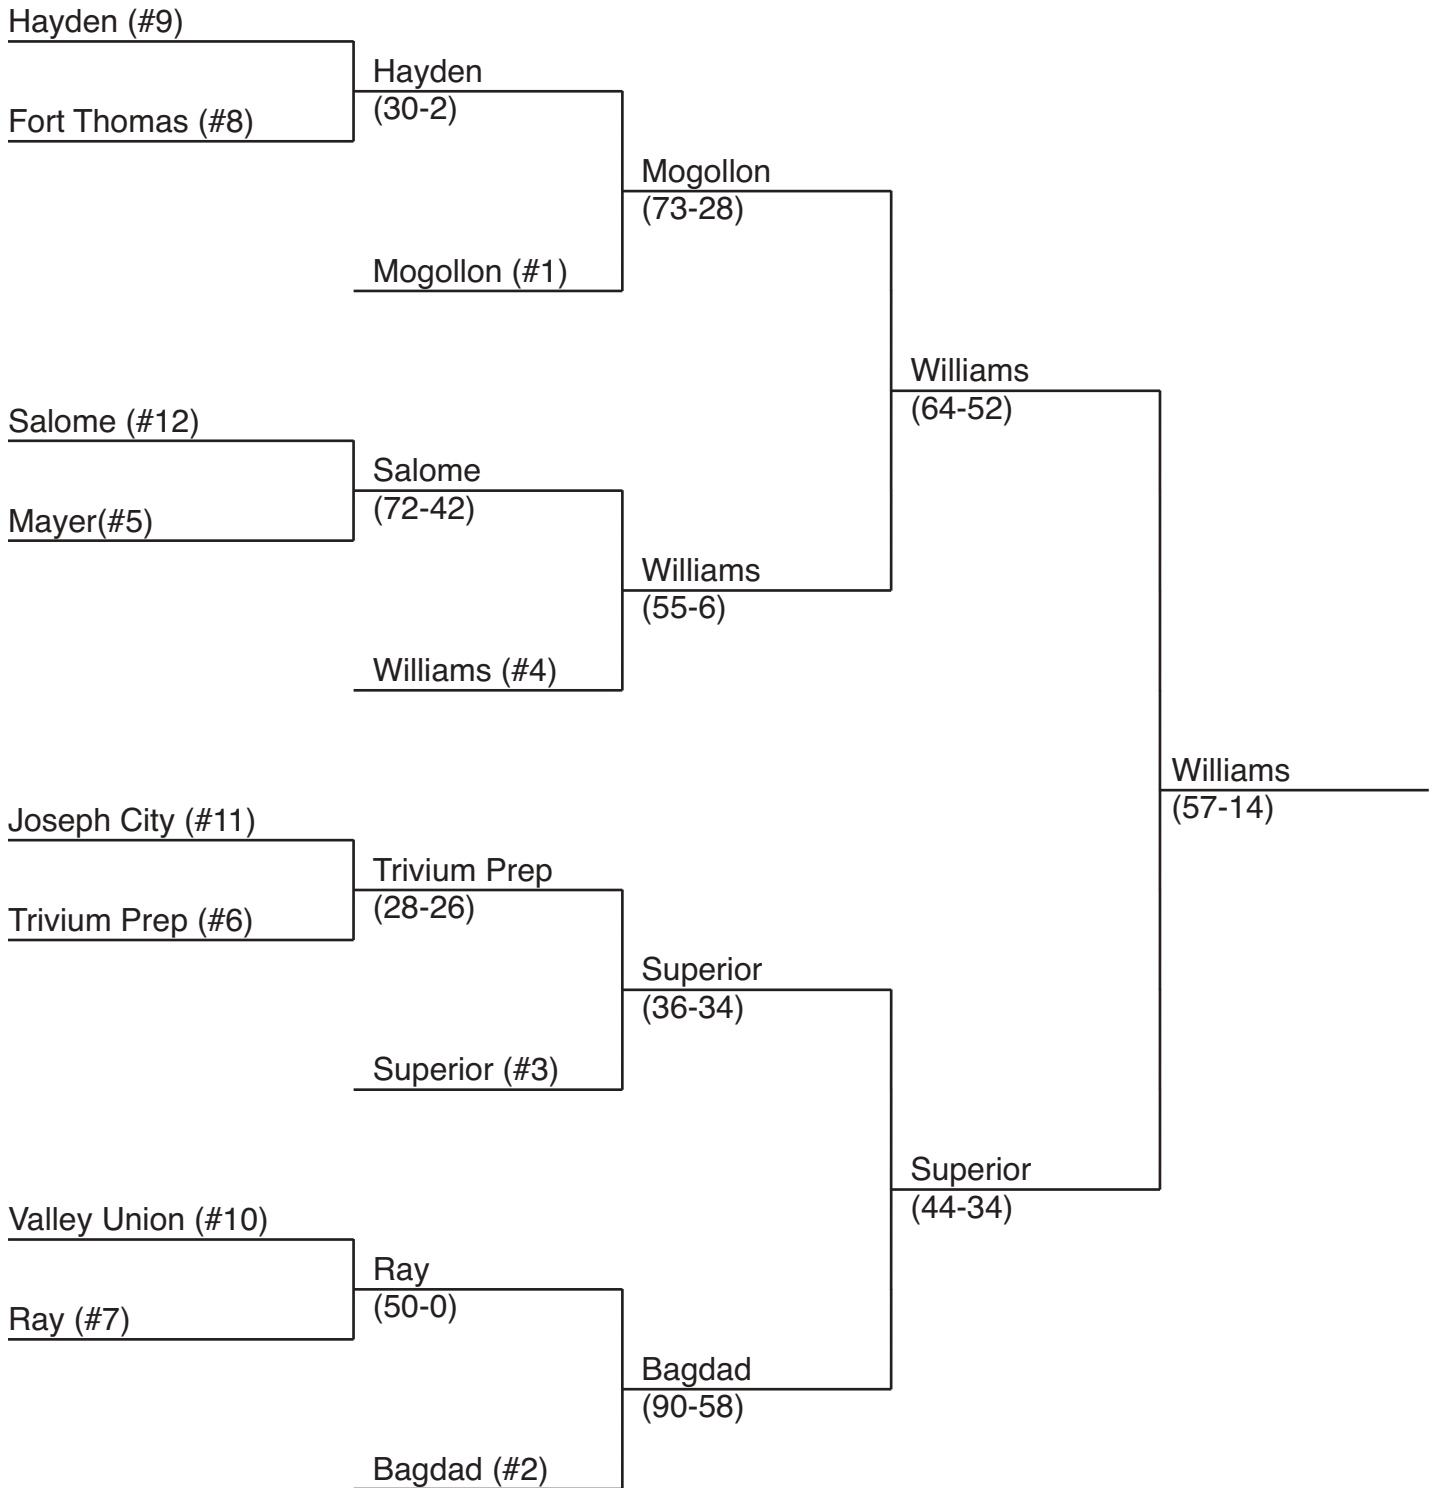 Hayden (#9)
Hayden
(30-2)
Fort Thomas (#8)
Mogollon
(73-28)
Mogollon (#1)
Williams
(64-52)
Salome (#12)
Salome
(72-42)
Mayer(#5)
Williams
(55-6)
Williams (#4)
Williams
(57-14)
Joseph City (#11)
Trivium Prep
(28-26)
Trivium Prep (#6)
Superior
(36-34)
Superior (#3)
Superior
(44-34)
Valley Union (#10)
Ray
(50-0)
Ray (#7)
Bagdad
(90-58)
Bagdad (#2)